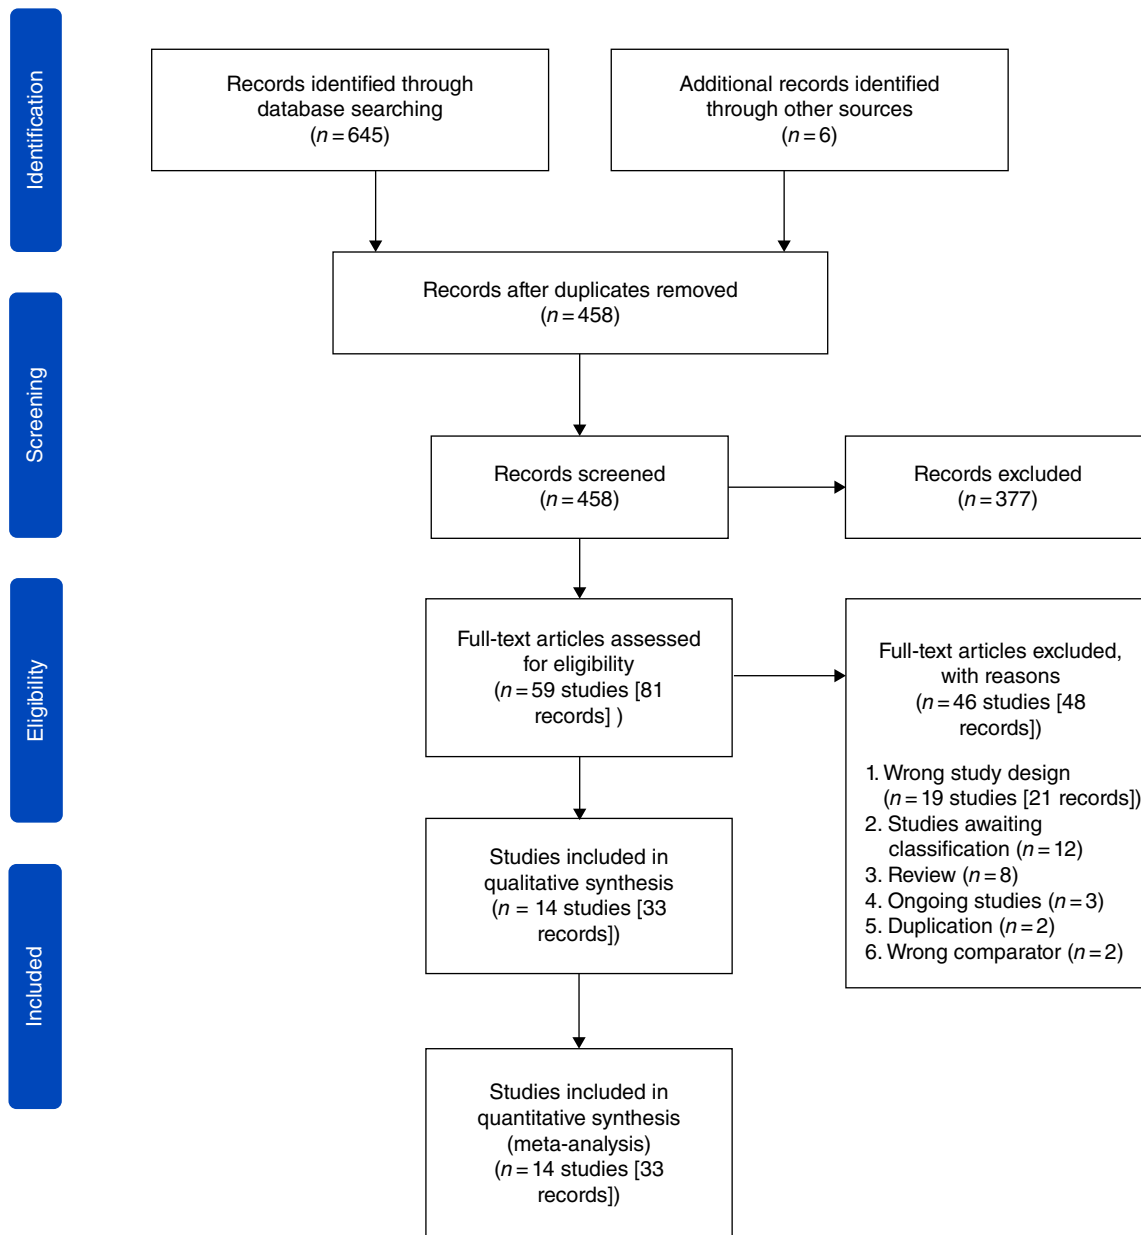 Identification
Records identified through
database searching
(n = 645)
Additional records identified
through other sources
(n = 6)
Records after duplicates removed
(n = 458)
Screening
Records screened
(n = 458)
Records excluded
(n = 377)
Eligibility
Full-text articles assessed
for eligibility
(n = 59 studies [81
records] )
Full-text articles excluded,
with reasons
(n = 46 studies [48
records])
1. Wrong study design
(n = 19 studies [21 records])
2. Studies awaiting
classification (n = 12)
3. Review (n = 8)
4. Ongoing studies (n = 3)
5. Duplication (n = 2)
6. Wrong comparator (n = 2)
Included
Studies included in
qualitative synthesis
(n = 14 studies [33
records])
Studies included in
quantitative synthesis
(meta-analysis)
(n = 14 studies [33
records])